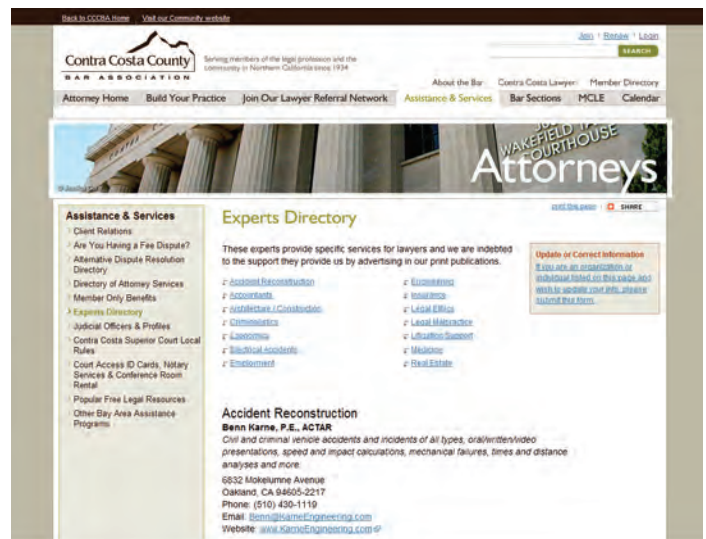 Back to CCCBA Home Visit our Community website
Join Renew Login
Contra Costa County
BAR ASSOCIATION
Serving members of the legal profession and the
community in Northern California since 1934
SEARCH
About the Bar Contra Costa Lawyer Member Directory
Attorney Home Build Your Practice Join Our Lawyer Referral Network Assistance & Services Bar Sections MCLE Calendar
WAKEFIELD
COURTHOUSE
Attorneys
print this page SHARE
Assistance & Services
Client Relations
Are You Having a Fee Dispute?
Alternative Dispute Resolution
Directory
Directory of Attorney Services
Member Only Benefits
Experts Directory
Judicial Officers & Profiles
Contra Costa Superior Court Local
Rules
Court Access ID Cards, Notary
Services & Conference Room
Rental
Popular Free Legal Resources
Other Bay Area Assistance
Programs
Experts Directory
These experts provide specific services for lawyers and we are indebted
to the support they provide us by advertising in our print publications.
Accident Reconstruction
Accountants
Architecture / Construction
Criminalistics
Economics
Electrical Accidents
Employment
Engineering
Insurance
Legal Ethics
Legal Malpractice
Litigation Support
Medicine
Real Estate
Update or Correct Information
If you are an organization or
individual listed on this page and
wish to update your info, please
submit this form.
Accident Reconstruction
Benn Karne, P.E., ACTAR
Civil and criminal vehicle accidents and incidents of all types, oral/written/video
presentations, speed and impact calculations, mechanical failures, times and distance
analyses and more.
6832 Mokelumne Avenue
Oakland, CA 94605-2217
Phone: (510) 430-1119
Email: Benn@KarneEngineering.com
Website: www.KarneEngineering.com